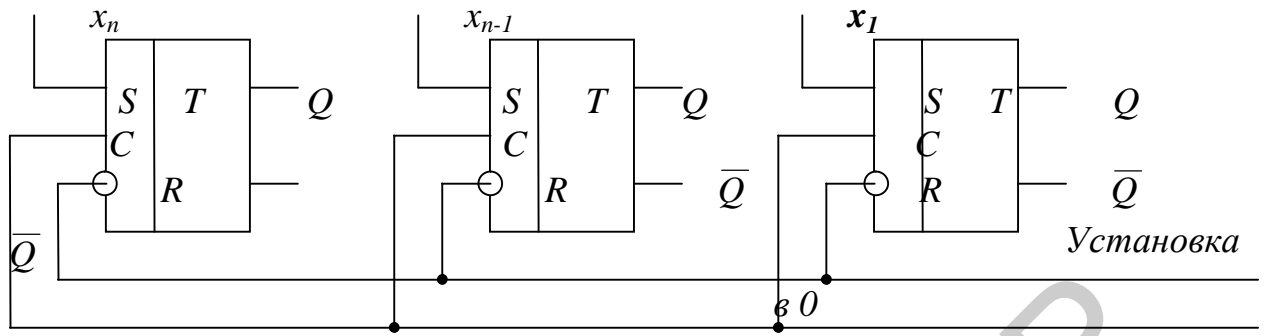 xₙ xₙ₋₁ x₁
S T Q S T Q S T Q
C C C
R R Q̅ R Q̅
Q̅ Установка
в 0